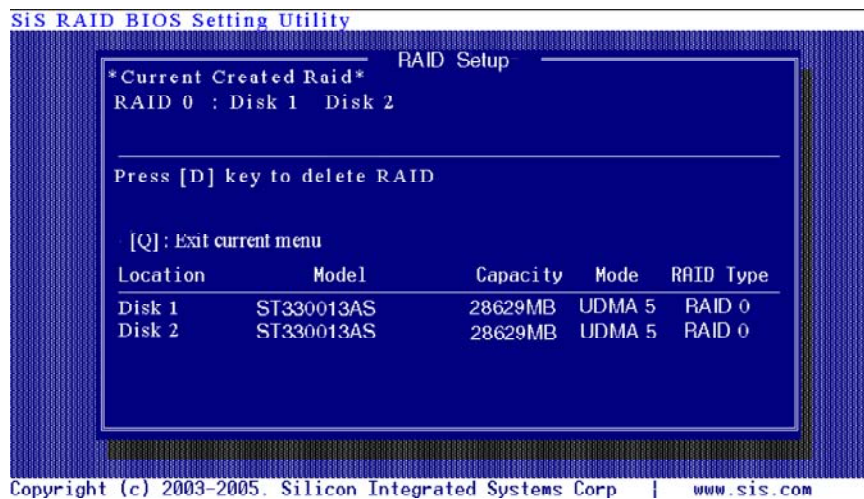 SiS RAID BIOS Setting Utility
RAID Setup
*Current Created Raid*
RAID 0 : Disk 1 Disk 2
Press [D] key to delete RAID
[Q] : Exit current menu
Location Model Capacity Mode RAID Type
Disk 1 ST330013AS 28629MB UDMA 5 RAID 0
Disk 2 ST330013AS 28629MB UDMA 5 RAID 0
Copyright (c) 2003-2005. Silicon Integrated Systems Corp | www.sis.com